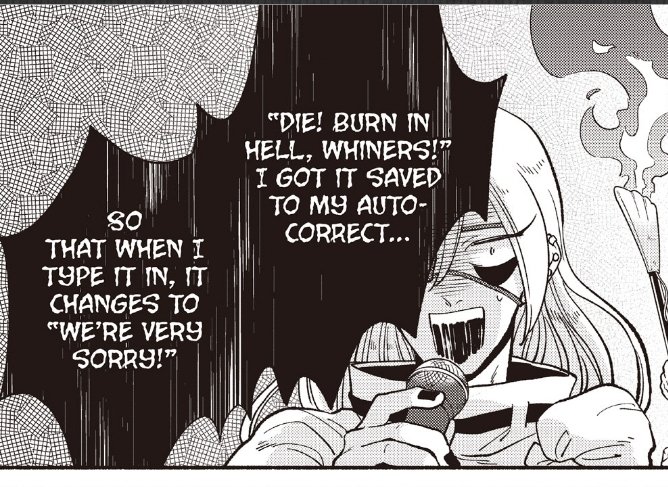 "DIE! BURN IN
HELL, WHINERS!"
I GOT IT SAVED
TO MY AUTO-
CORRECT...
SO
THAT WHEN I
TYPE IT IN, IT
CHANGES TO
"WE'RE VERY
SORRY!"